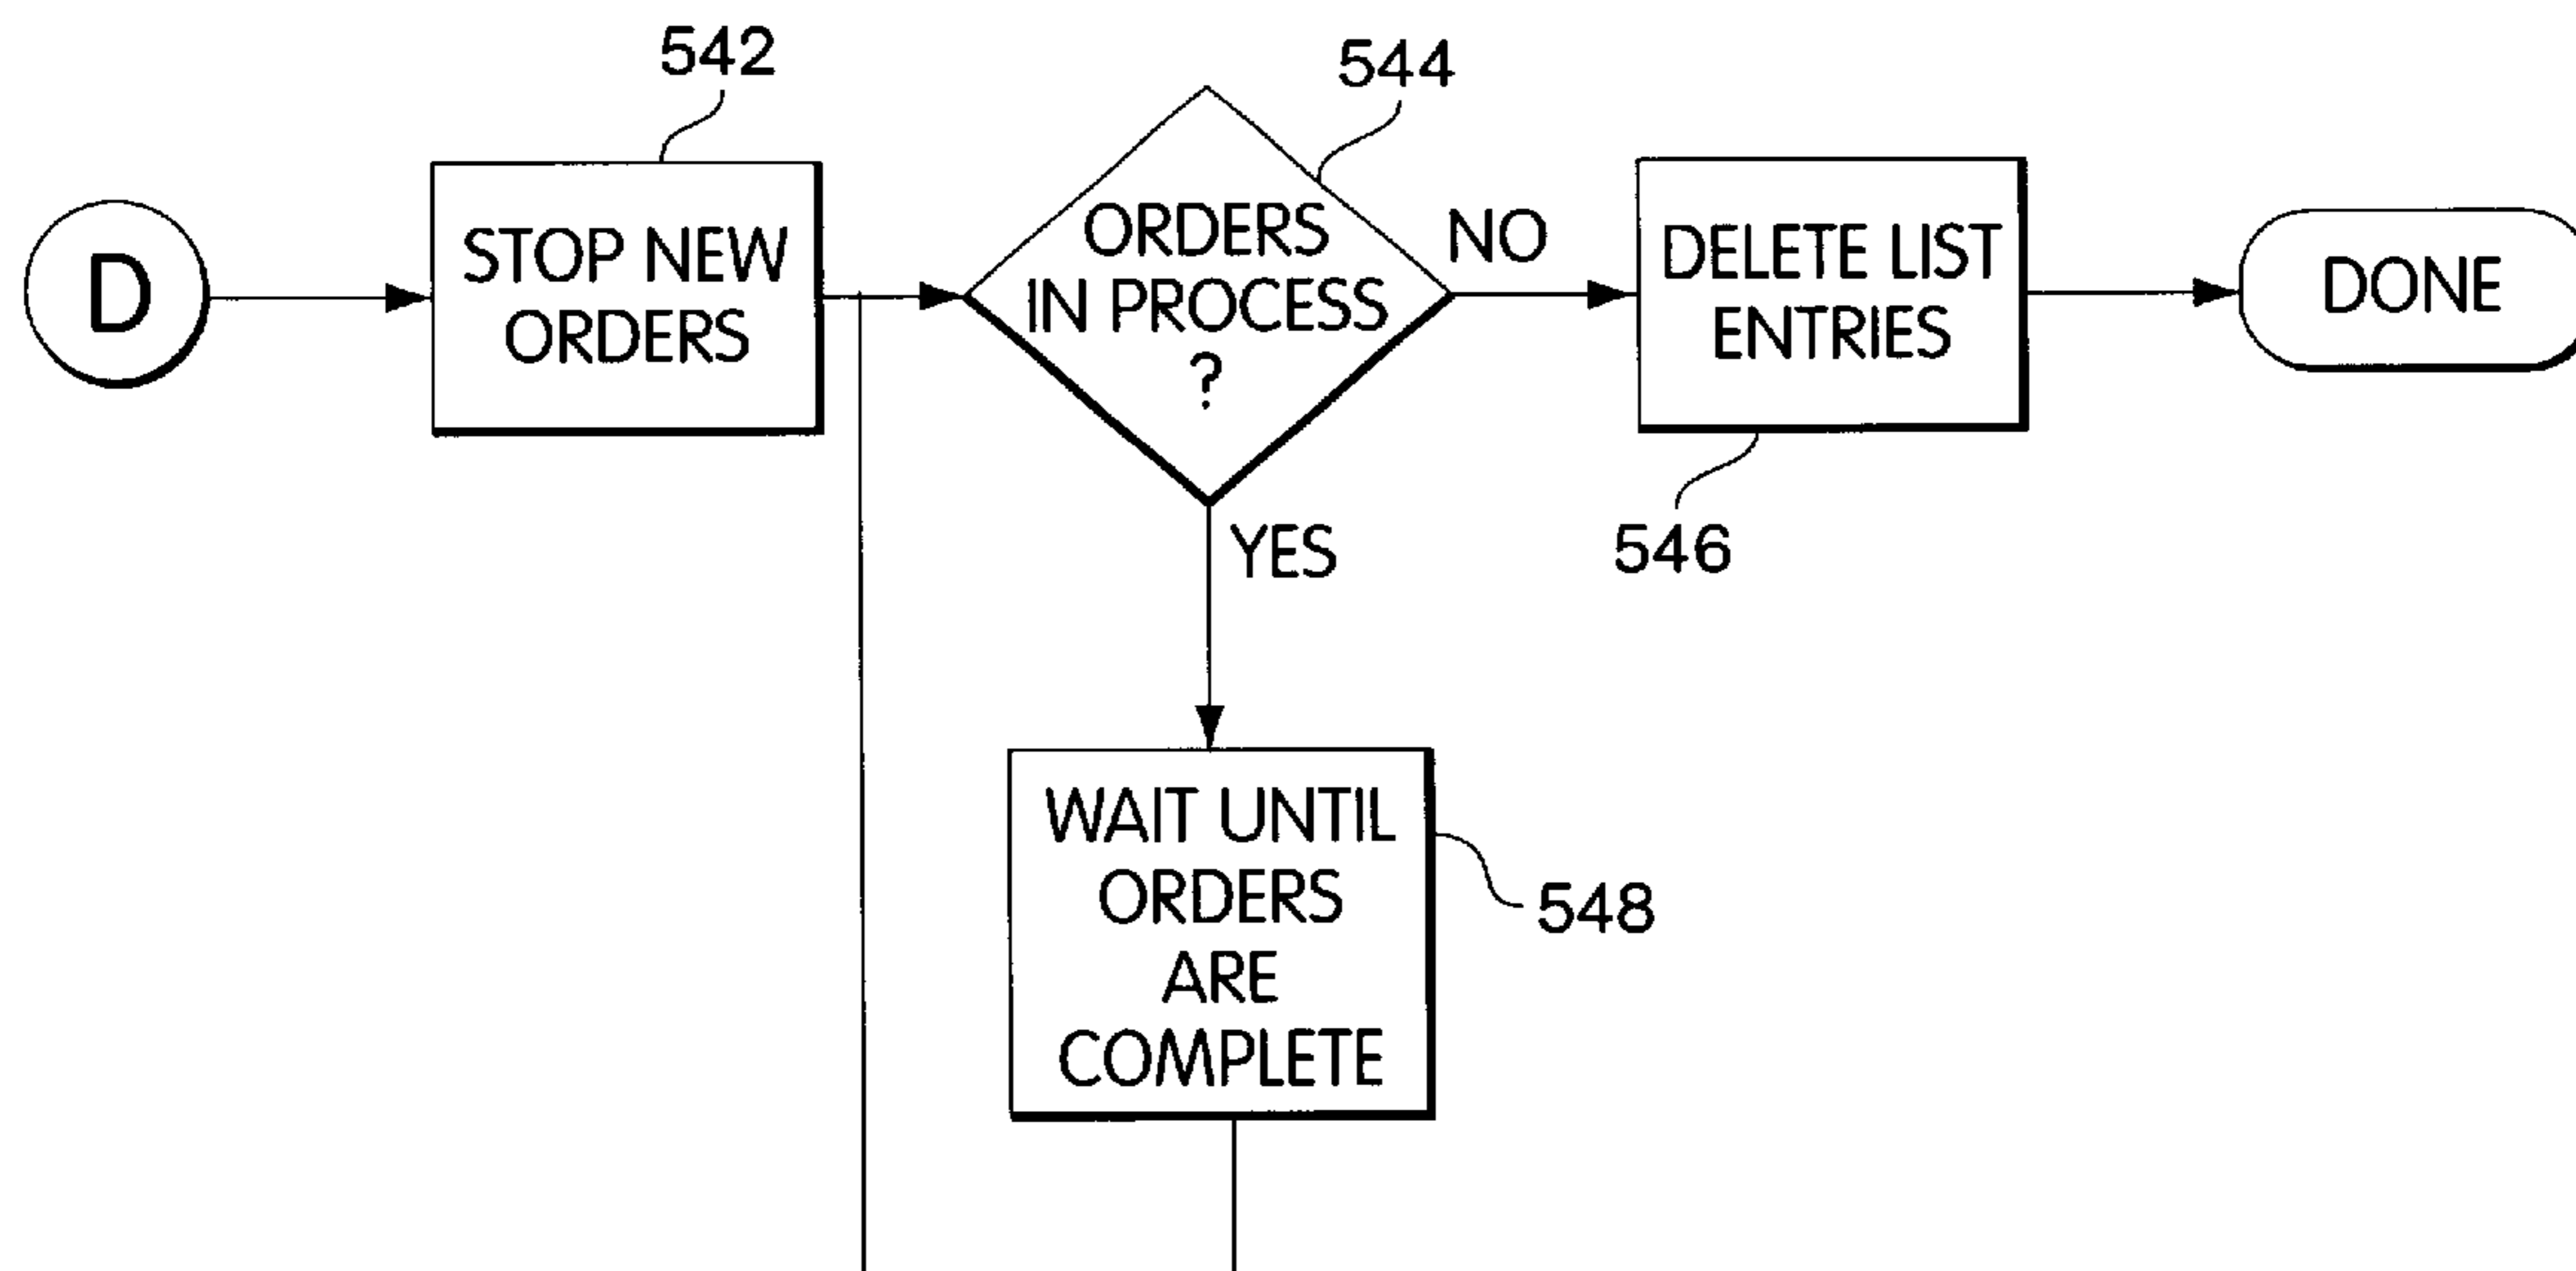 542
544
D
STOP NEW
ORDERS
ORDERS
IN PROCESS
?
NO
DELETE LIST
ENTRIES
DONE
546
YES
WAIT UNTIL
ORDERS
ARE
COMPLETE
548